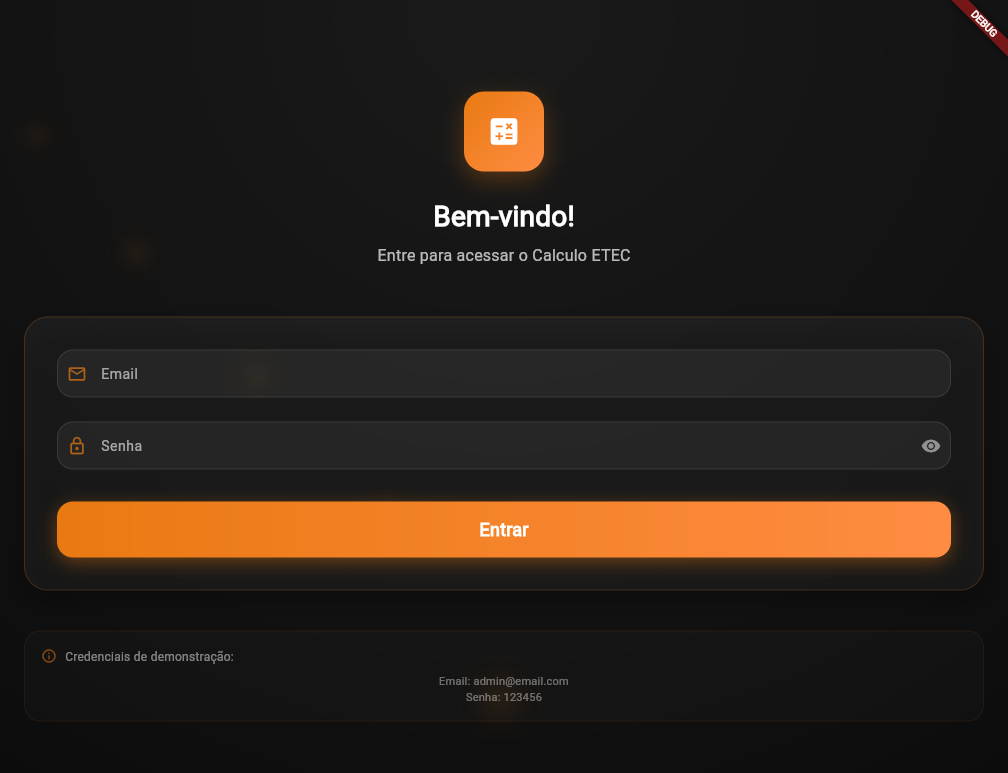 DEBUG
Bem-vindo!
Entre para acessar o Calculo ETEC
Email
Senha
Entrar
Credenciais de demonstração:
Email: admin@email.com
Senha: 123456